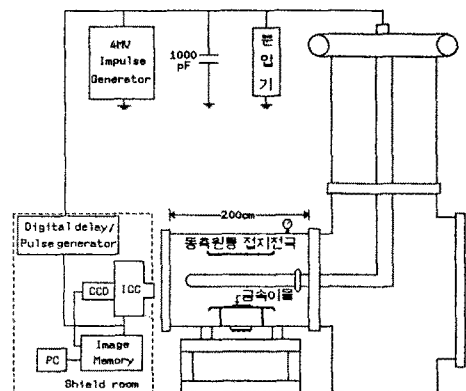 4MV
Impulse
Generator
1000
pF
분
압
기
200cm
동축원통 접지전극
금속이물
Digital delay/
Pulse generator
CCD
ICC
Image
Memory
PC
Shield room